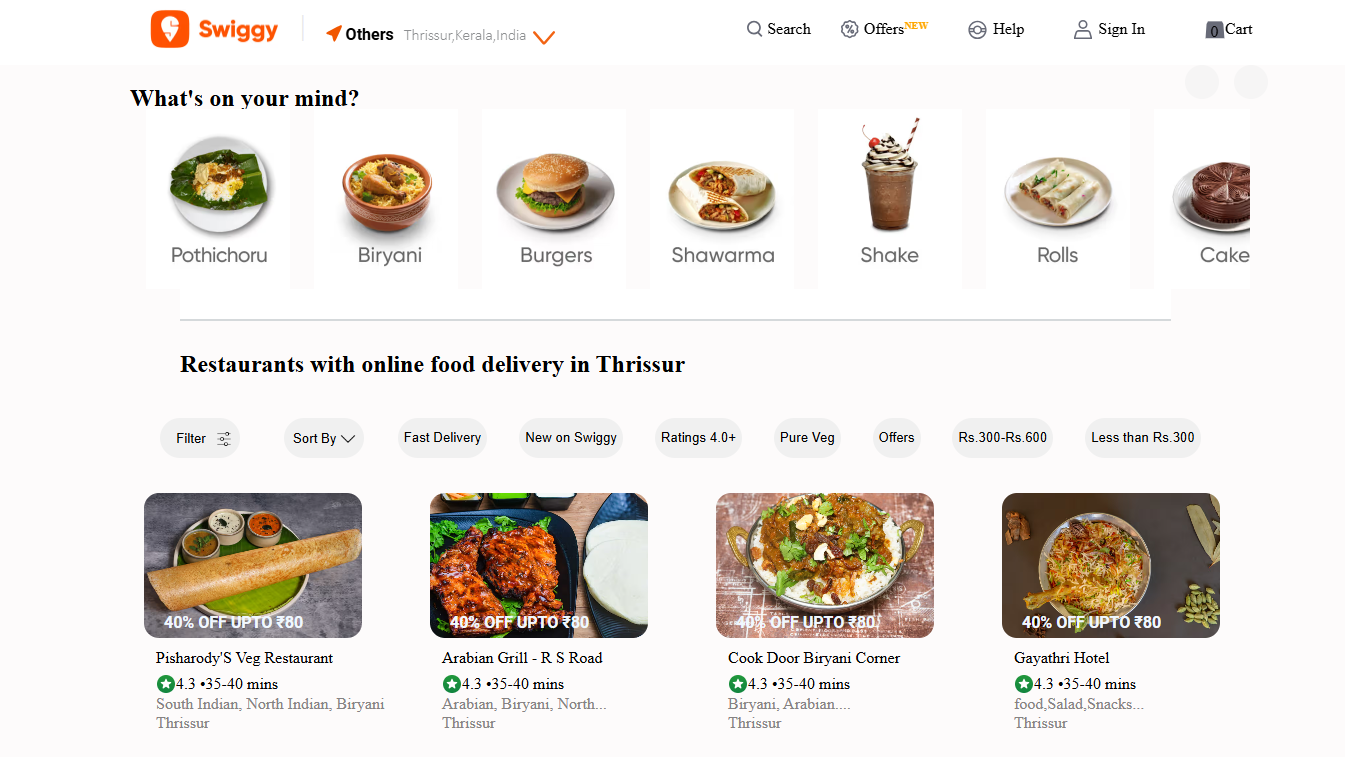 Swiggy
Others Thrissur,Kerala,India
Search
Offers NEW
Help
Sign In
0 Cart
What's on your mind?
Pothichoru
Biryani
Burgers
Shawarma
Shake
Rolls
Cake
Restaurants with online food delivery in Thrissur
Filter
Sort By
Fast Delivery
New on Swiggy
Ratings 4.0+
Pure Veg
Offers
Rs.300-Rs.600
Less than Rs.300
40% OFF UPTO ₹80
Pisharody'S Veg Restaurant
4.3 •35-40 mins
South Indian, North Indian, Biryani
Thrissur
40% OFF UPTO ₹80
Arabian Grill - R S Road
4.3 •35-40 mins
Arabian, Biryani, North...
Thrissur
40% OFF UPTO ₹80
Cook Door Biryani Corner
4.3 •35-40 mins
Biryani, Arabian....
Thrissur
40% OFF UPTO ₹80
Gayathri Hotel
4.3 •35-40 mins
food,Salad,Snacks...
Thrissur